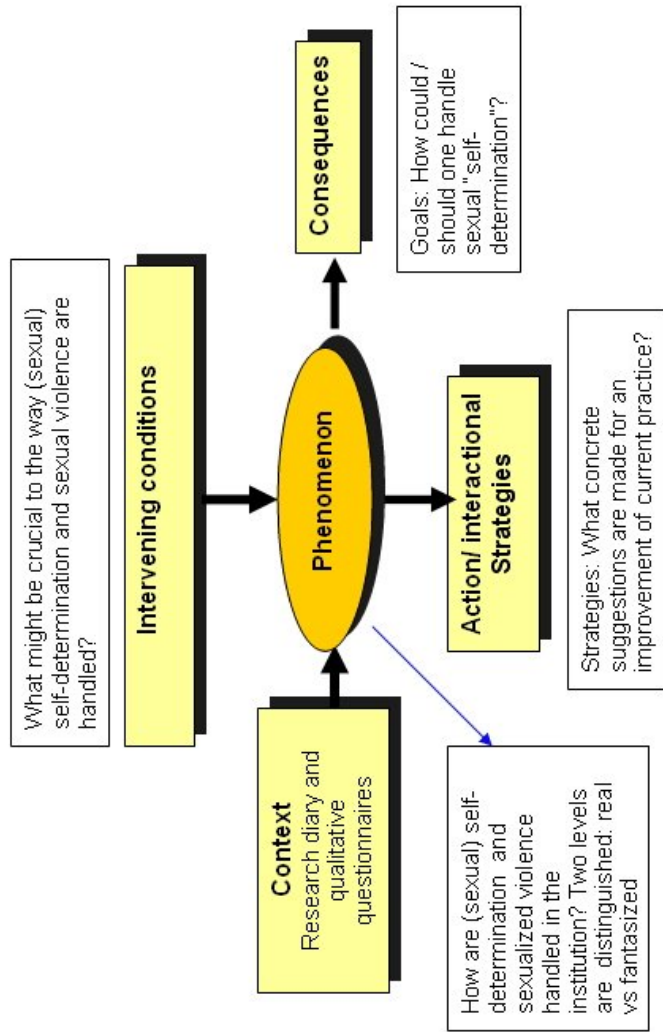 What might be crucial to the way (sexual)
self-determination and sexual violence are
handled?
Intervening conditions
Context
Research diary and
qualitative
questionnaires
Phenomenon
Consequences
Goals: How could /
should one handle
sexual "self-
determination"?
How are (sexual) self-
determination and
sexualized violence
handled in the
institution? Two levels
are distinguished: real
vs fantasized
Action/ interactional
Strategies
Strategies: What concrete
suggestions are made for an
improvement of current practice?